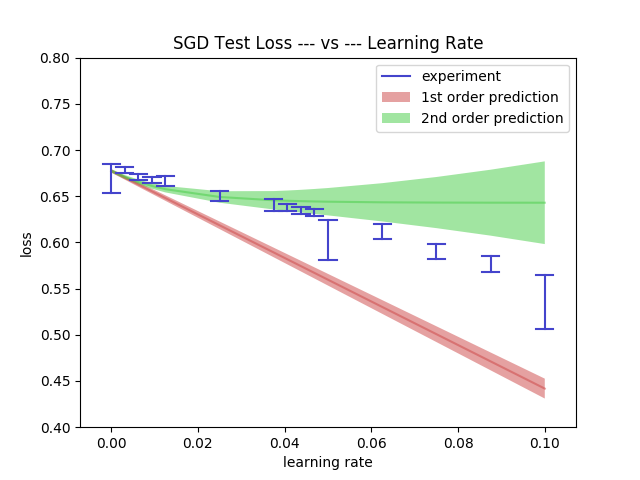 SGD Test Loss --- vs --- Learning Rate
experiment
1st order prediction
2nd order prediction
0.80
0.75
0.70
0.65
0.60
0.55
0.50
0.45
0.40
loss
0.00 0.02 0.04 0.06 0.08 0.10
learning rate